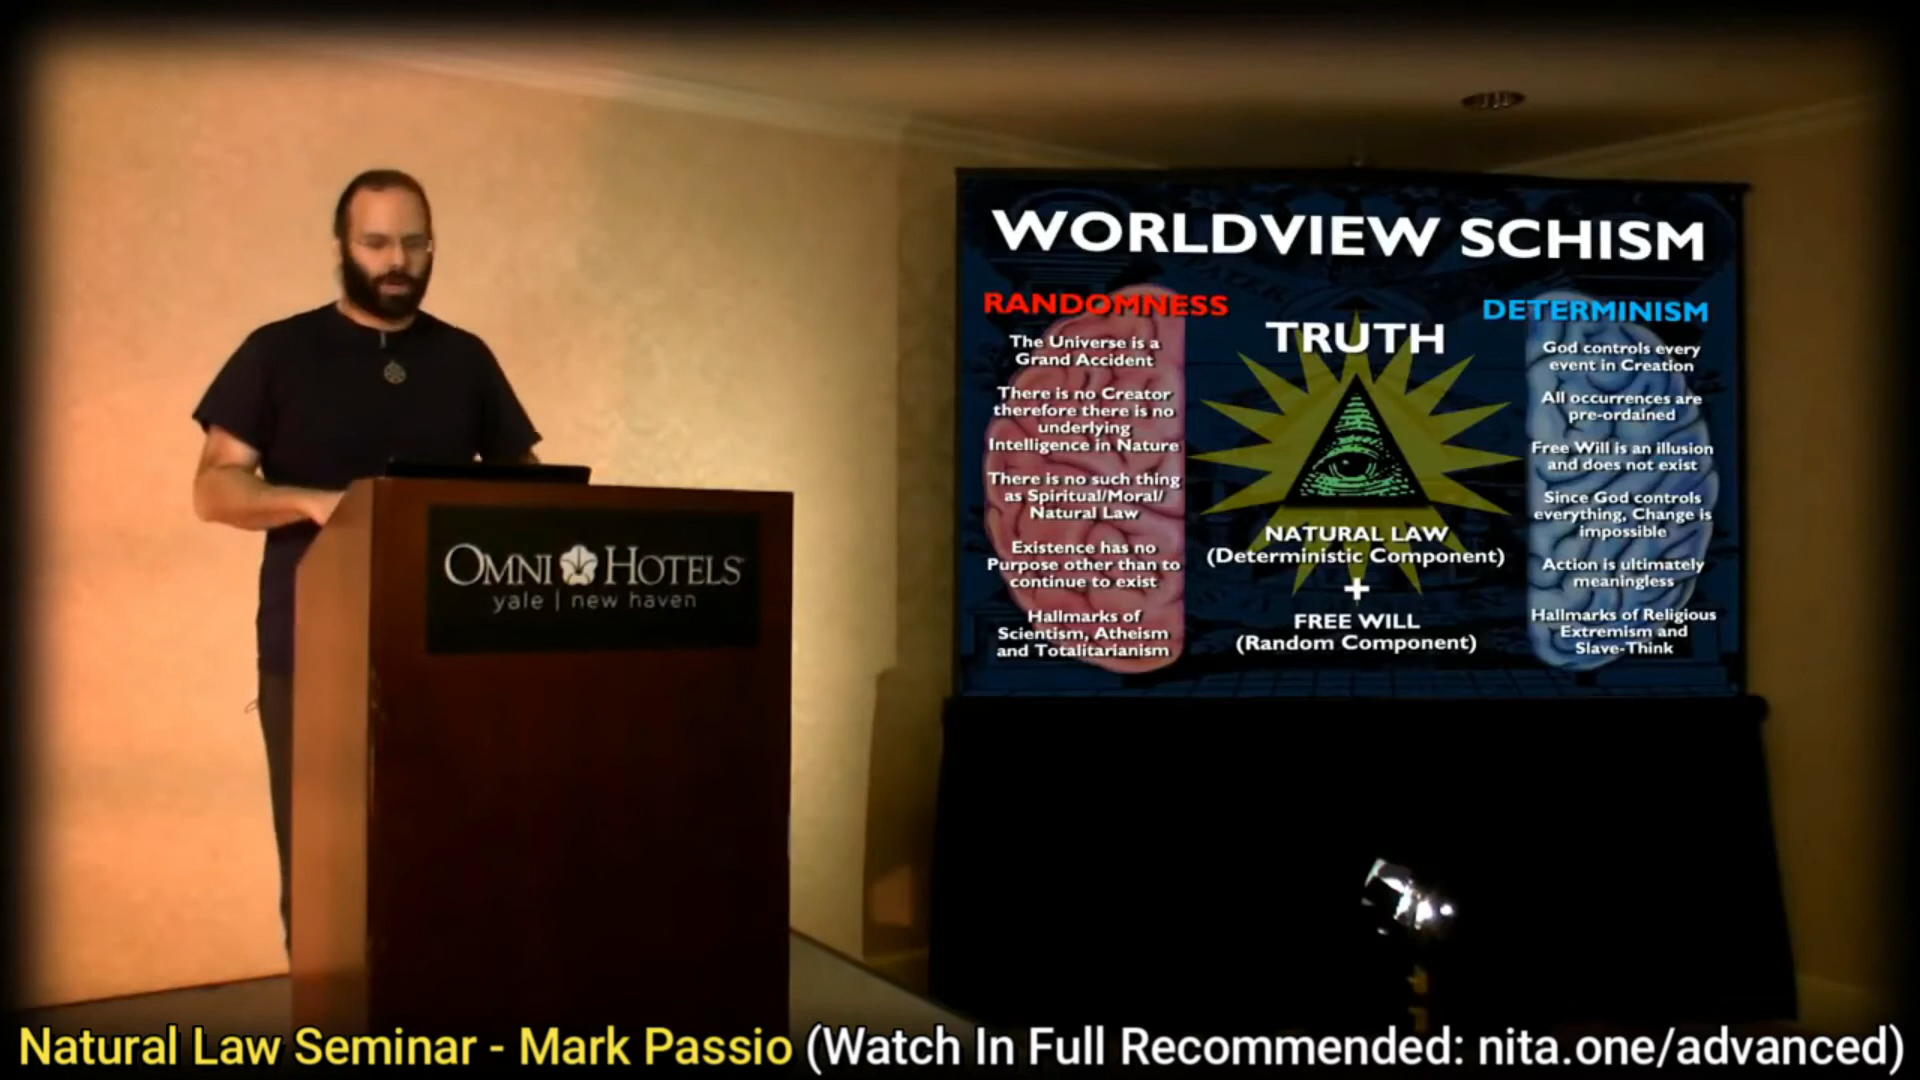 WORLDVIEW SCHISM
RANDOMNESS
The Universe is a
Grand Accident
There is no Creator
therefore there is no
underlying
Intelligence in Nature
There is no such thing
as Spiritual/Moral/
Natural Law
Existence has no
Purpose other than to
continue to exist
Hallmarks of
Scientism, Atheism
and Totalitarianism
TRUTH
NATURAL LAW
(Deterministic Component)
+
FREE WILL
(Random Component)
DETERMINISM
God controls every
event in Creation
All occurrences are
pre-ordained
Free Will is an illusion
and does not exist
Since God controls
everything, Change is
impossible
Action is ultimately
meaningless
Hallmarks of Religious
Extremism and
Slave-Think
OMNI HOTELS
yale | new haven
Natural Law Seminar - Mark Passio (Watch In Full Recommended: nita.one/advanced)